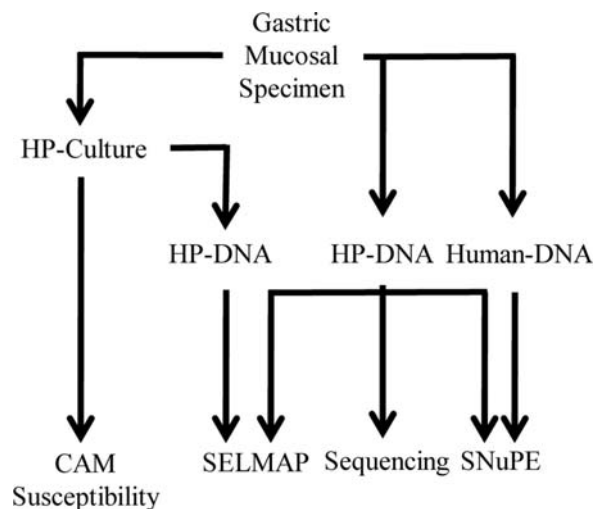 Gastric
Mucosal
Specimen
HP-Culture
HP-DNA HP-DNA Human-DNA
CAM
Susceptibility
SELMAP Sequencing SNuPE